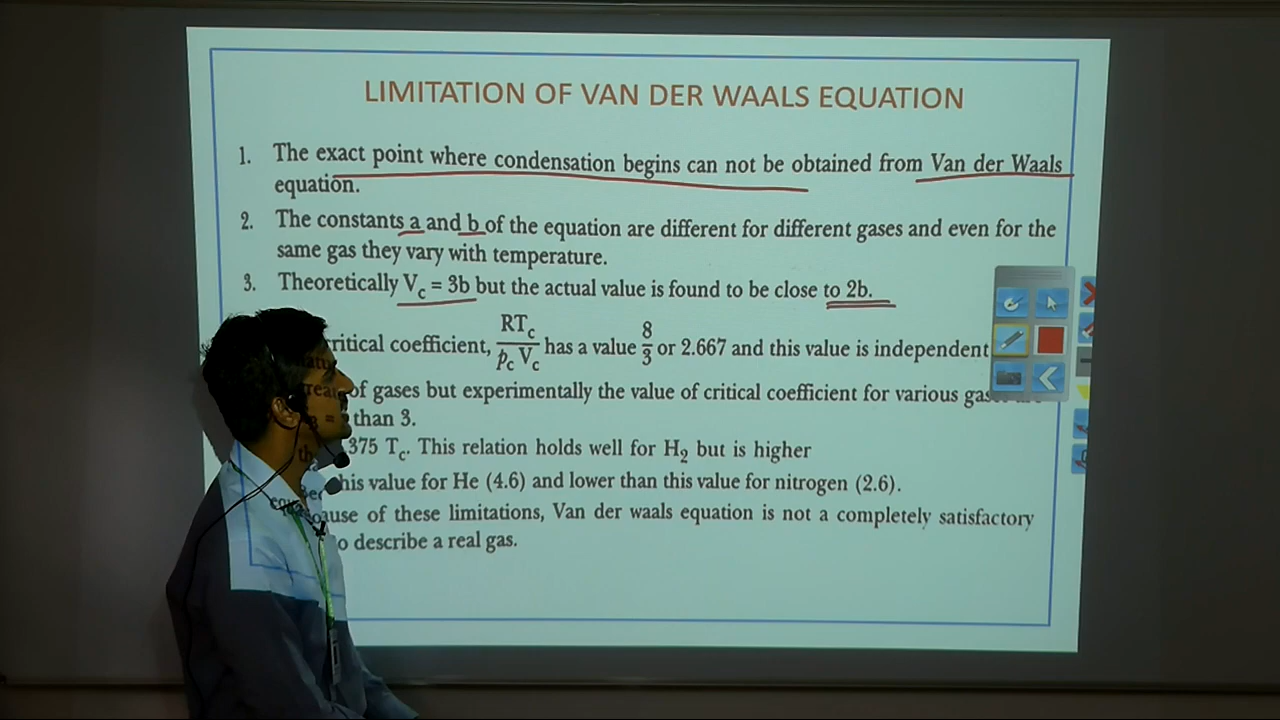 LIMITATION OF VAN DER WAALS EQUATION
1. The exact point where condensation begins can not be obtained from Van der Waals
equation.
2. The constants a and b of the equation are different for different gases and even for the
same gas they vary with temperature.
3. Theoretically V_c = 3b but the actual value is found to be close to 2b.
ritical coefficient, RT_c / p_c V_c has a value 8/3 or 2.667 and this value is independent
of gases but experimentally the value of critical coefficient for various gas
than 3.
375 T_c. This relation holds well for H₂ but is higher
his value for He (4.6) and lower than this value for nitrogen (2.6).
ause of these limitations, Van der waals equation is not a completely satisfactory
o describe a real gas.